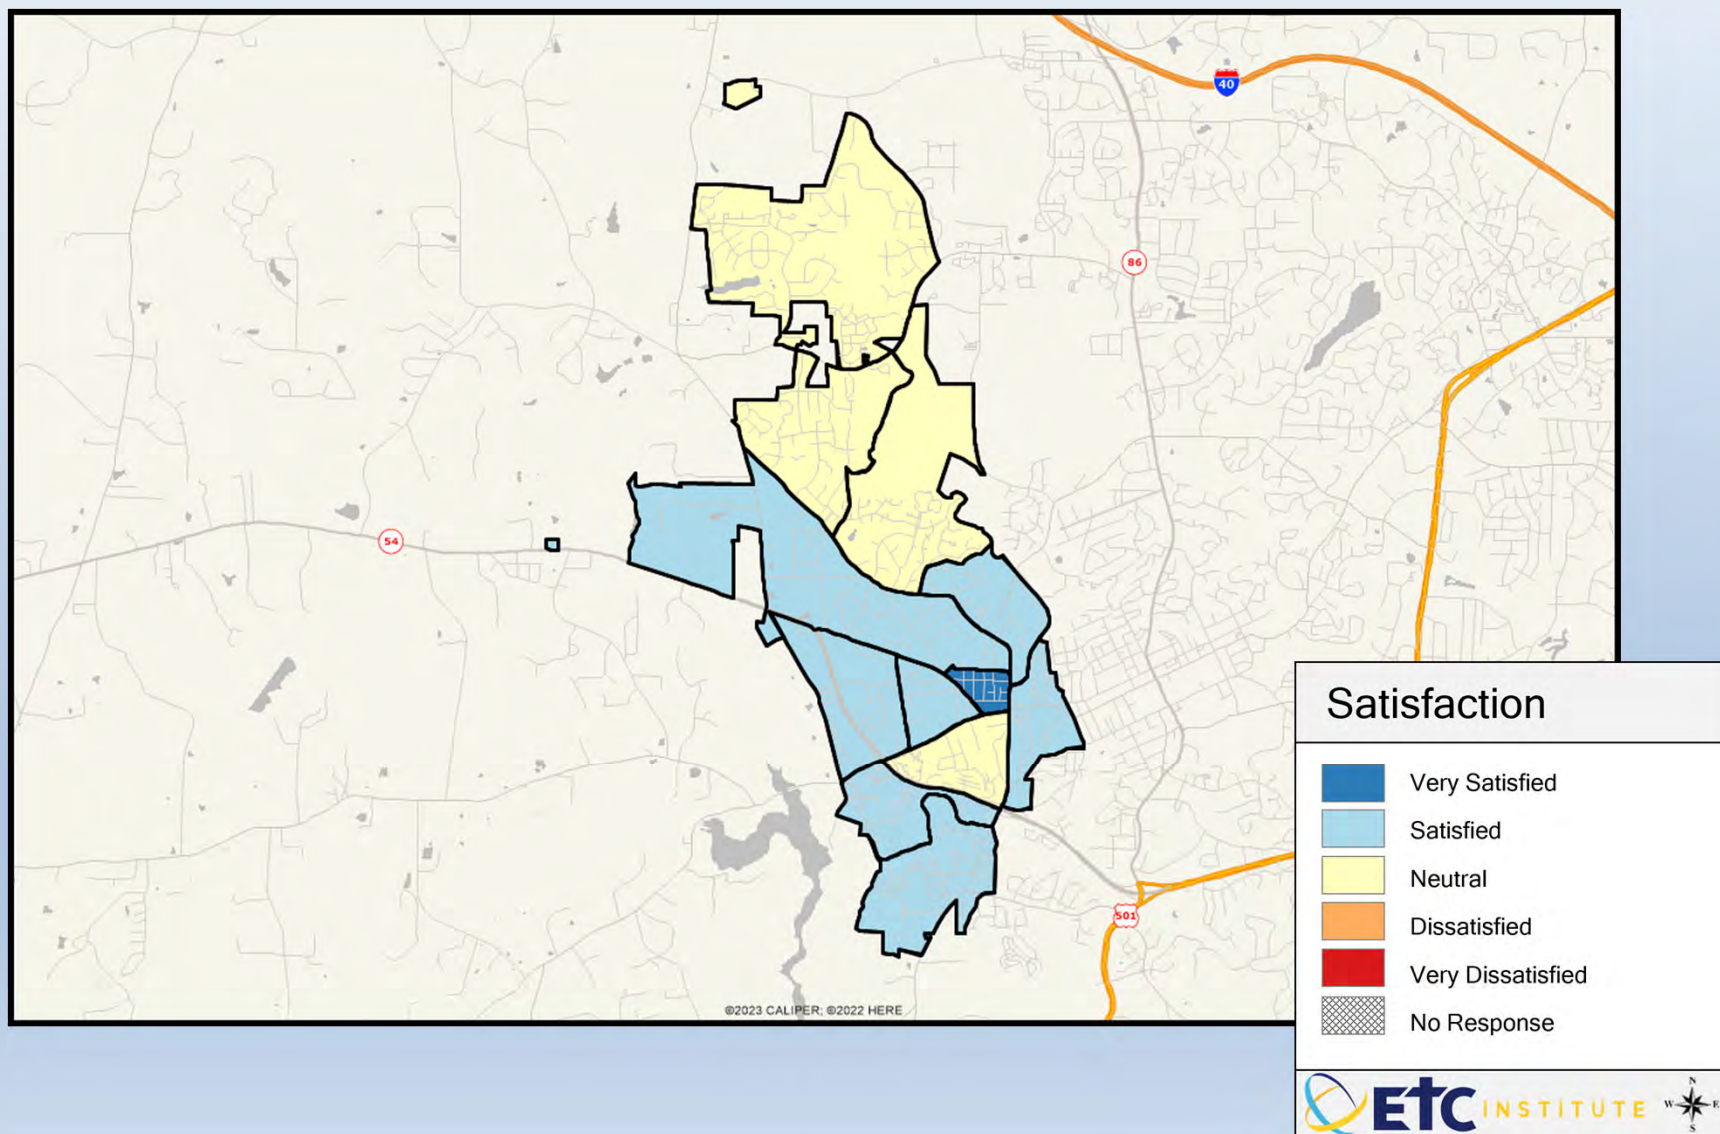 40
86
54
501
©2023 CALIPER; ©2022 HERE
Satisfaction
Very Satisfied
Satisfied
Neutral
Dissatisfied
Very Dissatisfied
No Response
ETC INSTITUTE
N
W E
S